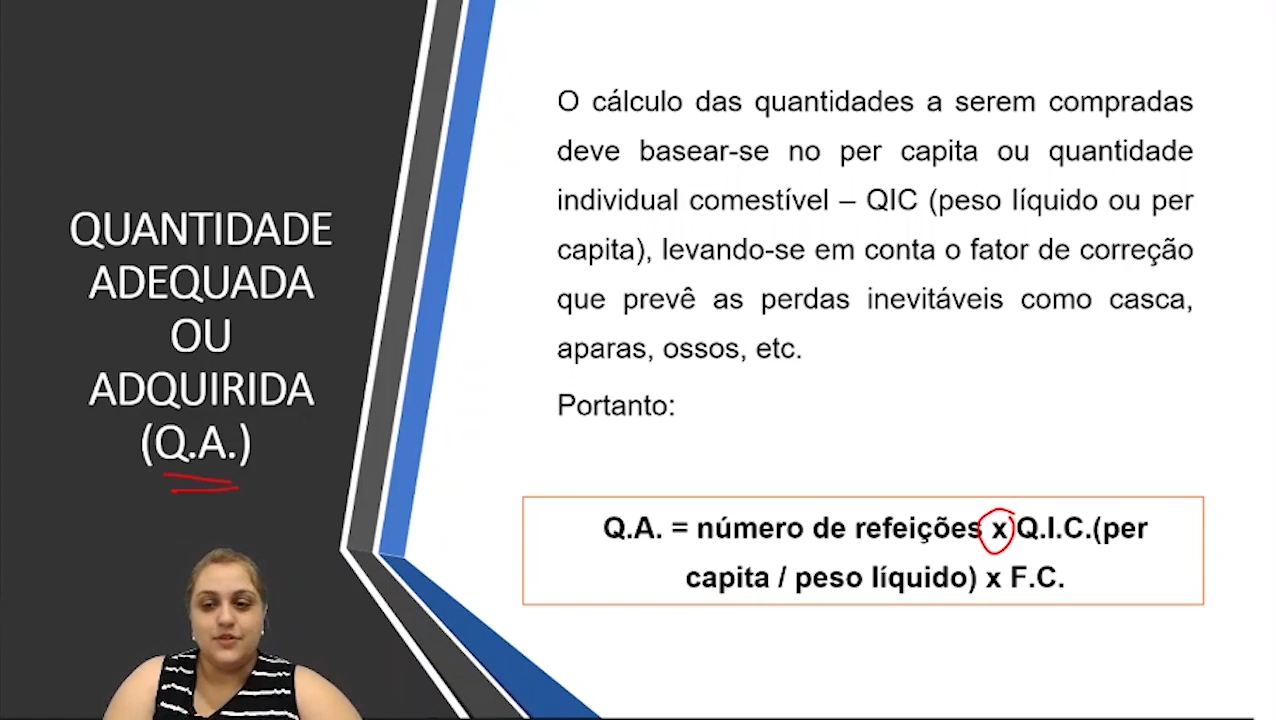 QUANTIDADE
ADEQUADA
OU
ADQUIRIDA
(Q.A.)
O cálculo das quantidades a serem compradas
deve basear-se no per capita ou quantidade
individual comestível – QIC (peso líquido ou per
capita), levando-se em conta o fator de correção
que prevê as perdas inevitáveis como casca,
aparas, ossos, etc.
Portanto:
Q.A. = número de refeições x Q.I.C.(per
capita / peso líquido) x F.C.